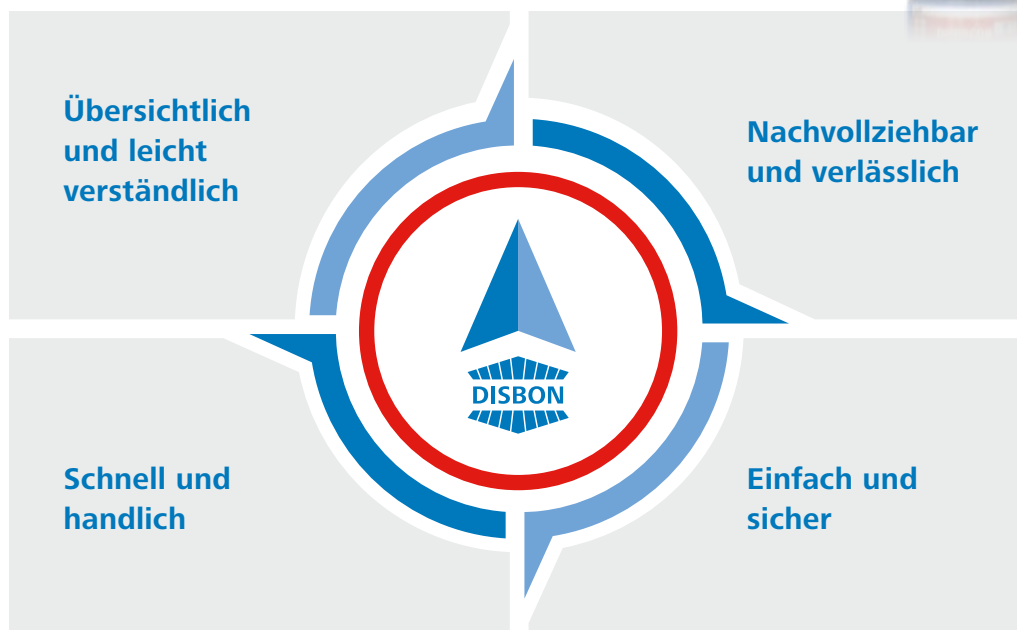 Übersichtlich
und leicht
verständlich
Nachvollziehbar
und verlässlich
DISBON
Schnell und
handlich
Einfach und
sicher